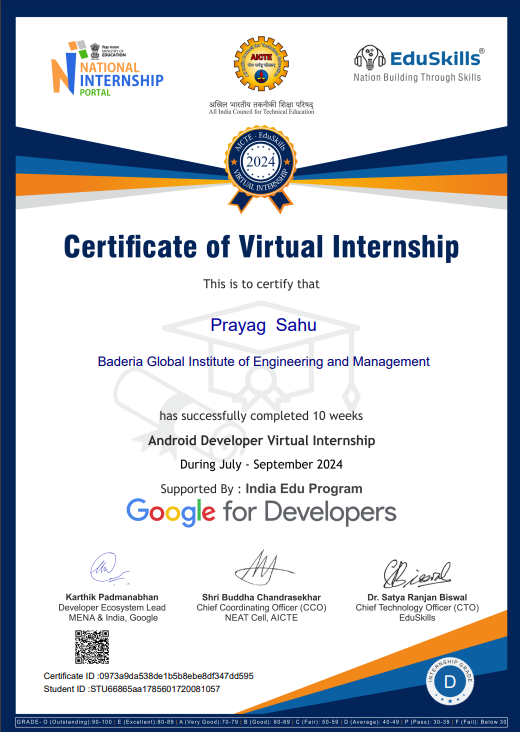 शिक्षा मंत्रालय
MINISTRY OF
EDUCATION
NATIONAL
INTERNSHIP
PORTAL
AICTE
अखिल भारतीय तकनीकी शिक्षा परिषद्
All India Council for Technical Education
EduSkills®
Nation Building Through Skills
AICTE - EduSkills
2024
VIRTUAL INTERNSHIP
Certificate of Virtual Internship
This is to certify that
Prayag Sahu
Baderia Global Institute of Engineering and Management
has successfully completed 10 weeks
Android Developer Virtual Internship
During July - September 2024
Supported By : India Edu Program
Google for Developers
Karthik Padmanabhan
Developer Ecosystem Lead
MENA & India, Google
Shri Buddha Chandrasekhar
Chief Coordinating Officer (CCO)
NEAT Cell, AICTE
Dr. Satya Ranjan Biswal
Chief Technology Officer (CTO)
EduSkills
Certificate ID :0973a9da538de1b5b8ebe8df347dd595
Student ID :STU66865aa1785601720081057
INTERNSHIP GRADE
D
GRADE- O (Outstanding):90-100 | E (Excellent):80-89 | A (Very Good):70-79 | B (Good): 60-69 | C (Fair): 50-59 | D (Average): 40-49 | P (Pass): 30-39 | F (Fail): Below 30